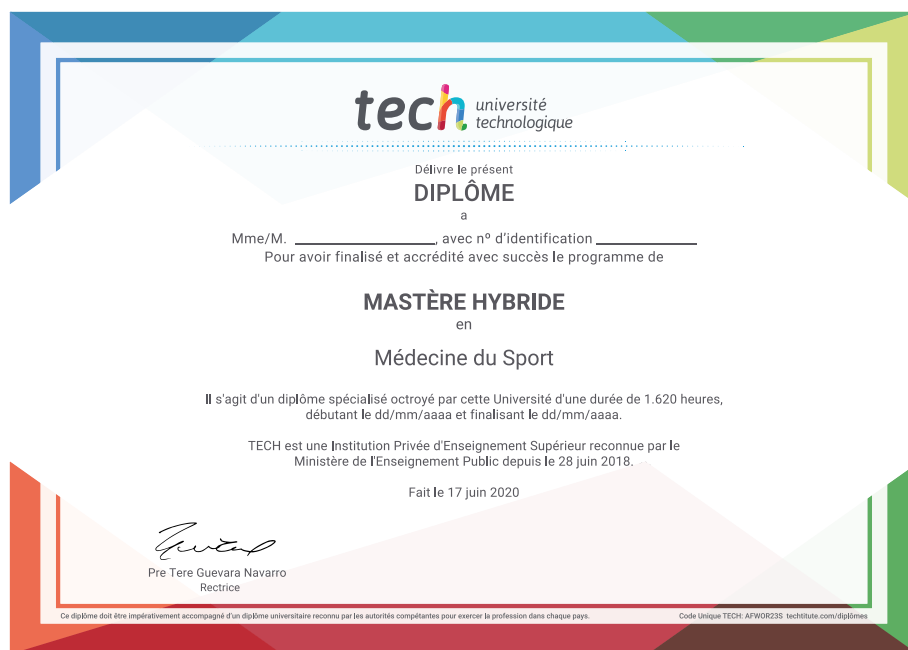 tech université
technologique
Délivre le présent
DIPLÔME
a
Mme/M. ________________, avec nº d'identification ____________
Pour avoir finalisé et accrédité avec succès le programme de
MASTÈRE HYBRIDE
en
Médecine du Sport
Il s'agit d'un diplôme spécialisé octroyé par cette Université d'une durée de 1.620 heures,
débutant le dd/mm/aaaa et finalisant le dd/mm/aaaa.
TECH est une Institution Privée d'Enseignement Supérieur reconnue par le
Ministère de l'Enseignement Public depuis le 28 juin 2018.
Fait le 17 juin 2020
Pre Tere Guevara Navarro
Rectrice
Ce diplôme doit être impérativement accompagné d'un diplôme universitaire reconnu par les autorités compétantes pour exercer la profession dans chaque pays. Code Unique TECH: AFWOR23S techtitute.com/diplômes